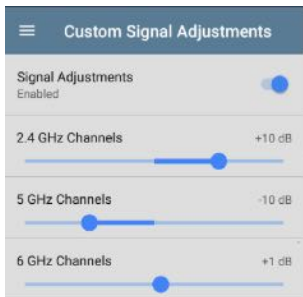 Custom Signal Adjustments
Signal Adjustments
Enabled
2.4 GHz Channels +10 dB
5 GHz Channels -10 dB
6 GHz Channels +1 dB